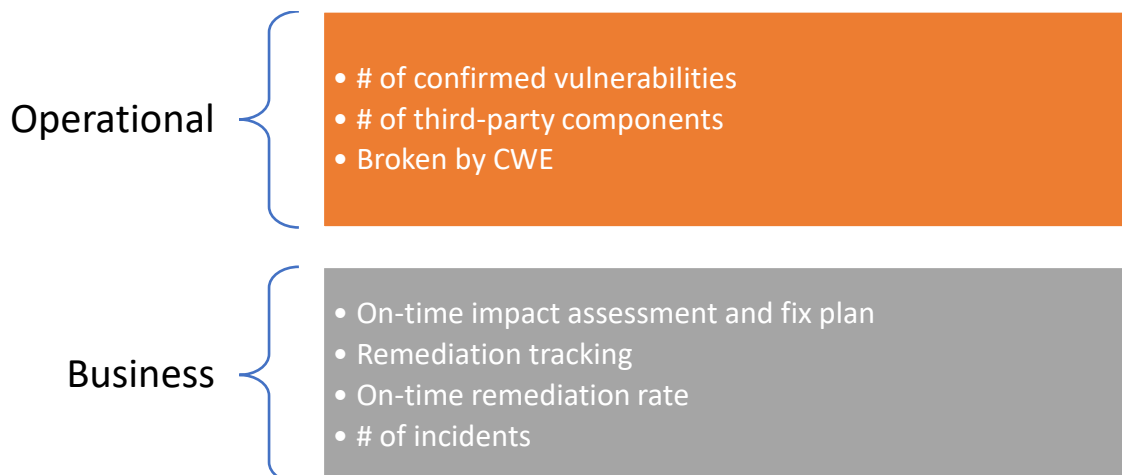 Operational
• # of confirmed vulnerabilities
• # of third-party components
• Broken by CWE
Business
• On-time impact assessment and fix plan
• Remediation tracking
• On-time remediation rate
• # of incidents